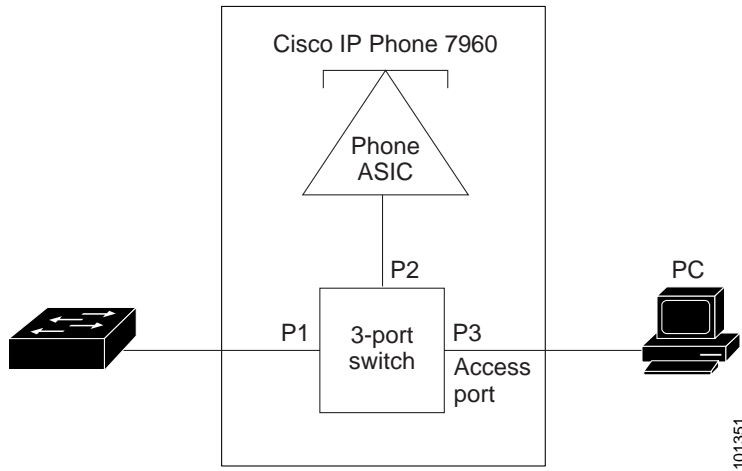 Cisco IP Phone 7960
Phone
ASIC
P2
PC
P1
3-port
switch
P3
Access
port
101351